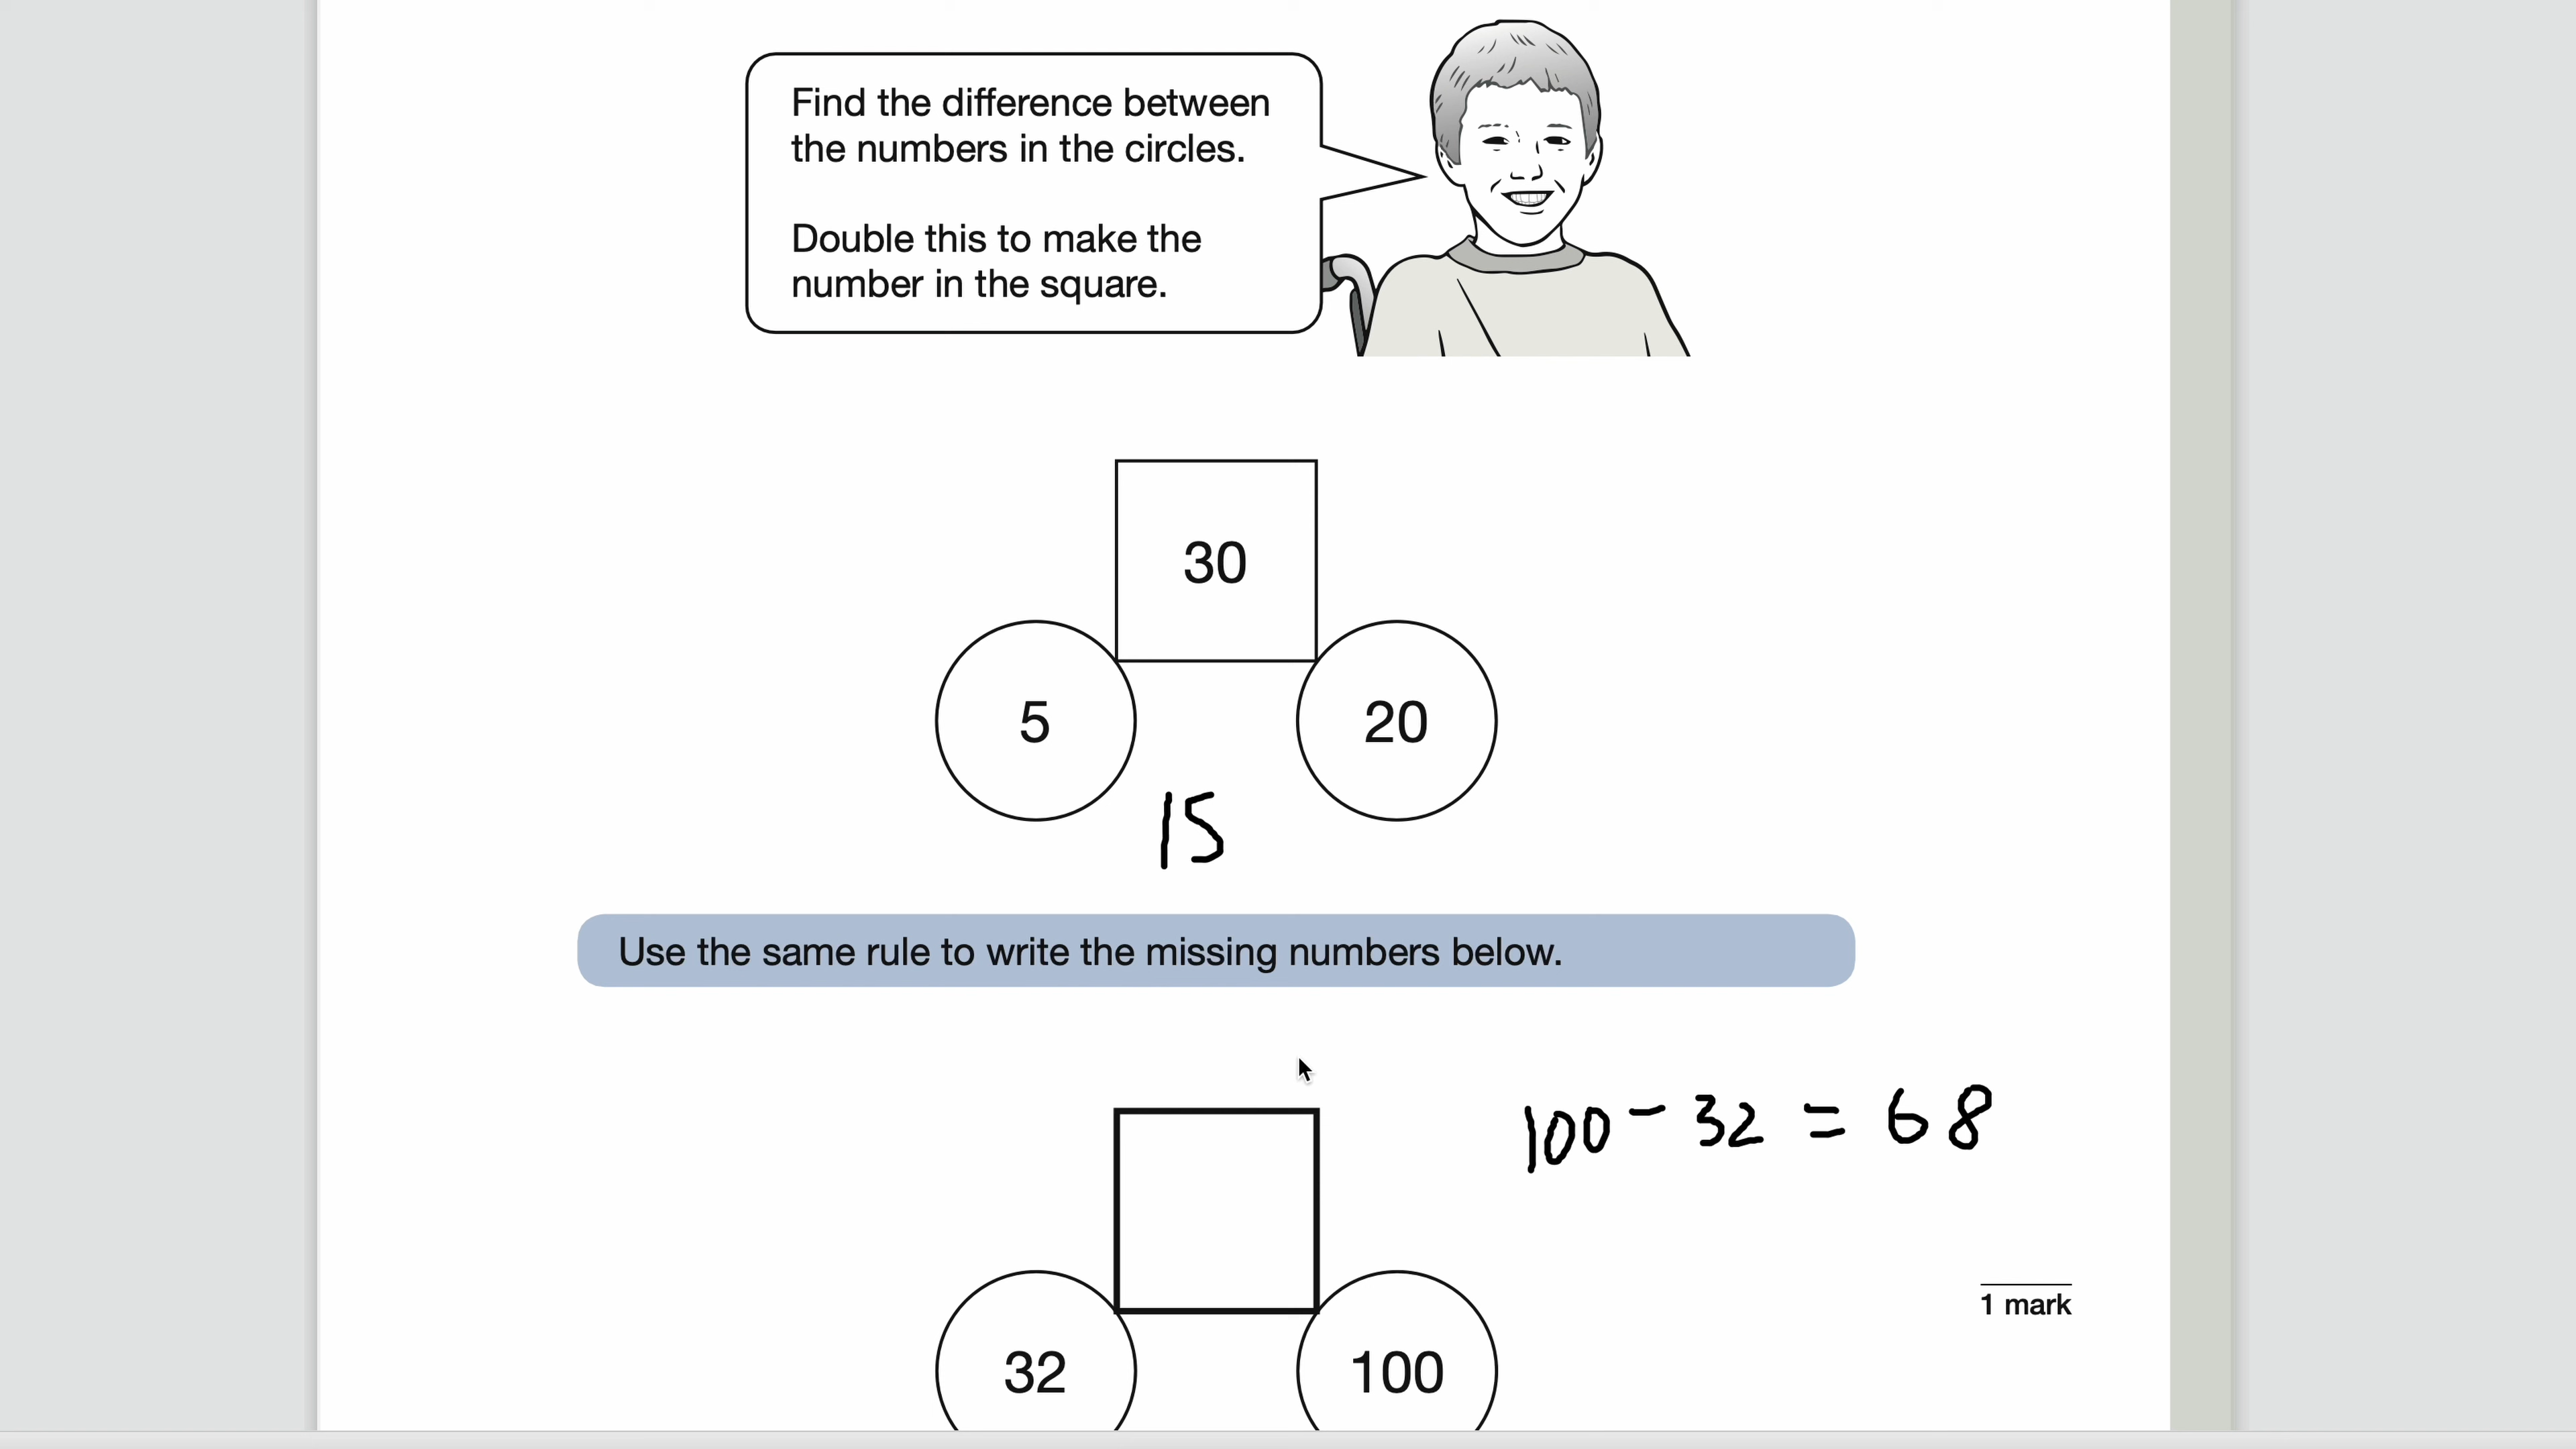 Find the difference between
the numbers in the circles.
Double this to make the
number in the square.
30
5
20
15
Use the same rule to write the missing numbers below.
100 - 32 = 68
1 mark
32
100